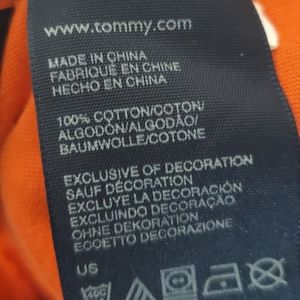 www.tommy.com
MADE IN CHINA
FABRIQUÉ EN CHINE
HECHO EN CHINA
100% COTTON/COTON/
ALGODÓN/ALGODÃO/
BAUMWOLLE/COTONE
EXCLUSIVE OF DECORATION
SAUF DÉCORATION
EXCLUYE LA DECORACIÓN
EXCLUINDO DECORAÇÃO
OHNE DEKORATION
ECCETTO DECORAZIONE
US